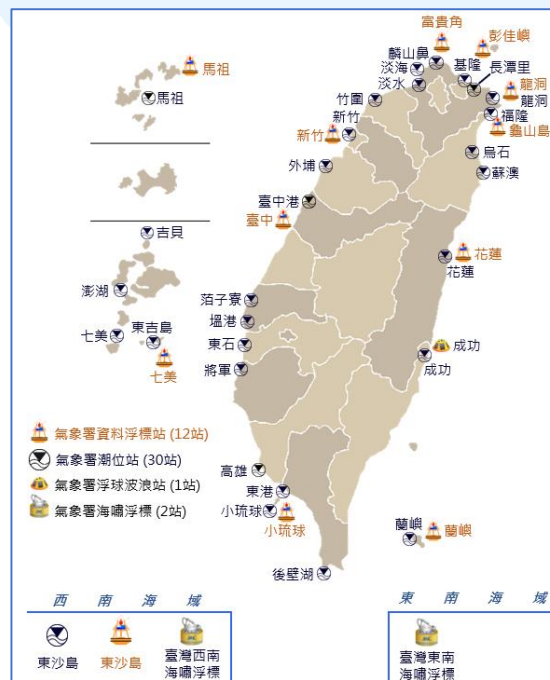 富貴角
彭佳嶼
麟山鼻
基隆
長潭里
馬祖
淡海
龍洞
馬祖
淡水
龍洞
竹圍
福隆
新竹
龜山島
新竹
烏石
外埔
蘇澳
臺中港
臺中
吉貝
花蓮
花蓮
澎湖
箔子寮
塭港
東吉島
七美
東石
成功
七美
將軍
成功
氣象署資料浮標站 (12站)
氣象署潮位站 (30站)
氣象署浮球波浪站 (1站)
氣象署海嘯浮標 (2站)
高雄
東港
小琉球
小琉球
蘭嶼
蘭嶼
後壁湖
西南海域
東南海域
東沙島
東沙島
臺灣西南
海嘯浮標
臺灣東南
海嘯浮標